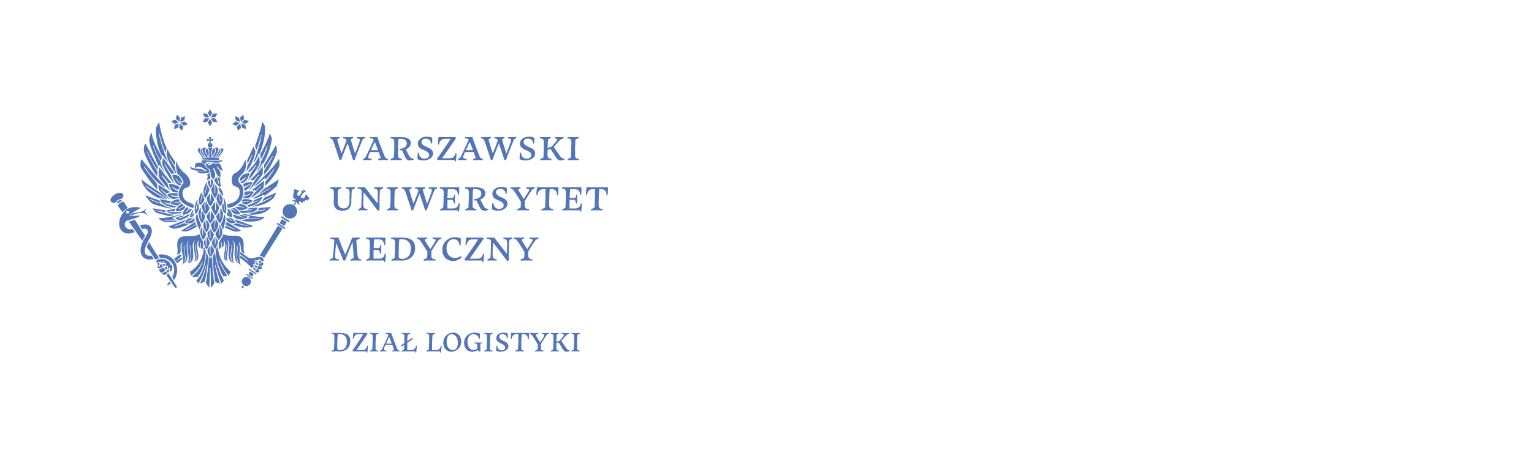 WARSZAWSKI
UNIWERSYTET
MEDYCZNY
DZIAŁ LOGISTYKI